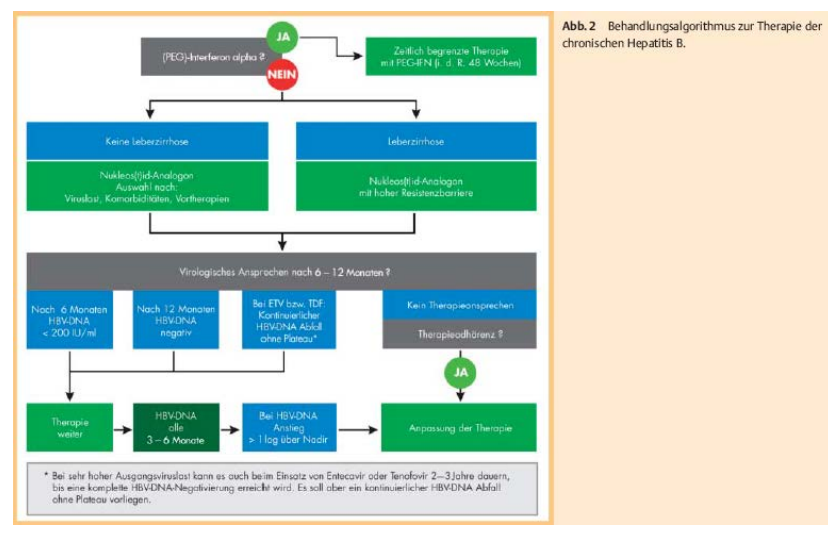 Abb. 2 Behandlungsalgorithmus zur Therapie der
chronischen Hepatitis B.
JA
(PEG)-Interferon alpha ?
NEIN
Zeitlich begrenzte Therapie
mit PEG-IFN (i. d. R. 48 Wochen)
Keine Leberzirrhose
Nukleos(t)id-Analogon
Auswahl nach:
Viruslast, Komorbiditäten, Vortherapien
Leberzirrhose
Nukleos(t)id-Analogon
mit hoher Resistenzbarriere
Virologisches Ansprechen nach 6 – 12 Monaten ?
Nach 6 Monaten
HBV-DNA
< 200 IU/ml
Nach 12 Monaten
HBV-DNA
negativ
Bei ETV bzw. TDF:
Kontinuierlicher
HBV-DNA Abfall
ohne Plateau*
Kein Therapieansprechen
Therapieadhärenz ?
JA
Therapie
weiter
HBV-DNA
alle
3 – 6 Monate
Bei HBV-DNA
Anstieg
> 1 log über Nadir
Anpassung der Therapie
* Bei sehr hoher Ausgangsviruslast kann es auch beim Einsatz von Entecavir oder Tenofovir 2–3 Jahre dauern,
bis eine komplette HBV-DNA-Negativierung erreicht wird. Es soll aber ein kontinuierlicher HBV-DNA Abfall
ohne Plateau vorliegen.